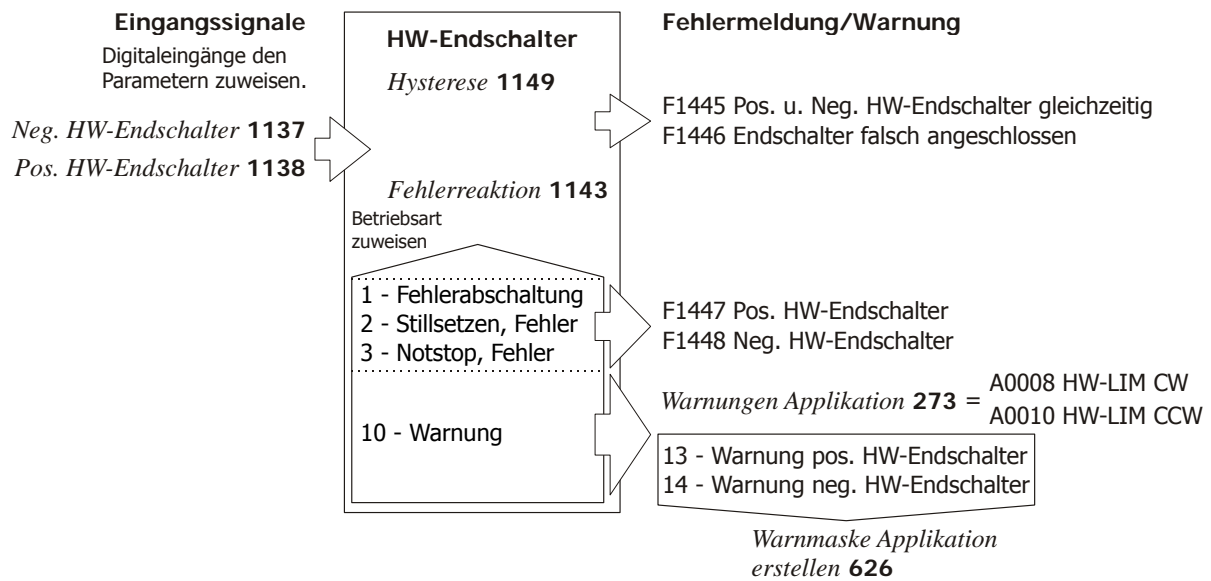 Eingangssignale
Digitaleingänge den
Parametern zuweisen.
Neg. HW-Endschalter 1137
Pos. HW-Endschalter 1138
HW-Endschalter
Hysterese 1149
Fehlerreaktion 1143
Betriebsart
zuweisen
1 - Fehlerabschaltung
2 - Stillsetzen, Fehler
3 - Notstop, Fehler
10 - Warnung
Fehlermeldung/Warnung
F1445 Pos. u. Neg. HW-Endschalter gleichzeitig
F1446 Endschalter falsch angeschlossen
F1447 Pos. HW-Endschalter
F1448 Neg. HW-Endschalter
Warnungen Applikation 273 =
A0008 HW-LIM CW
A0010 HW-LIM CCW
13 - Warnung pos. HW-Endschalter
14 - Warnung neg. HW-Endschalter
Warnmaske Applikation
erstellen 626